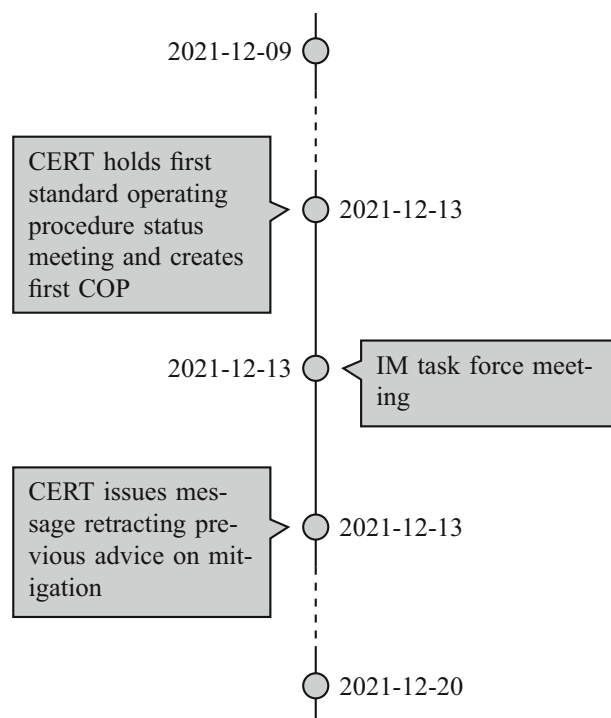 2021-12-09
CERT holds first
standard operating
procedure status
meeting and creates
first COP
2021-12-13
2021-12-13
IM task force meet-
ing
CERT issues mes-
sage retracting pre-
vious advice on mit-
igation
2021-12-13
2021-12-20